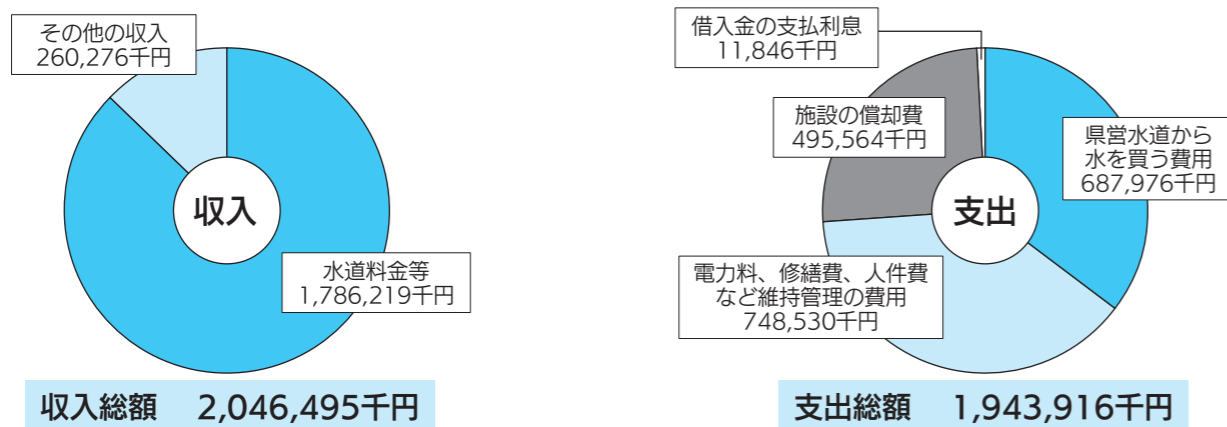 その他の収入
260,276千円
収入
水道料金等
1,786,219千円
収入総額 2,046,495千円
借入金の支払利息
11,846千円
施設の償却費
495,564千円
県営水道から
水を買う費用
687,976千円
支出
電力料、修繕費、人件費
など維持管理の費用
748,530千円
支出総額 1,943,916千円